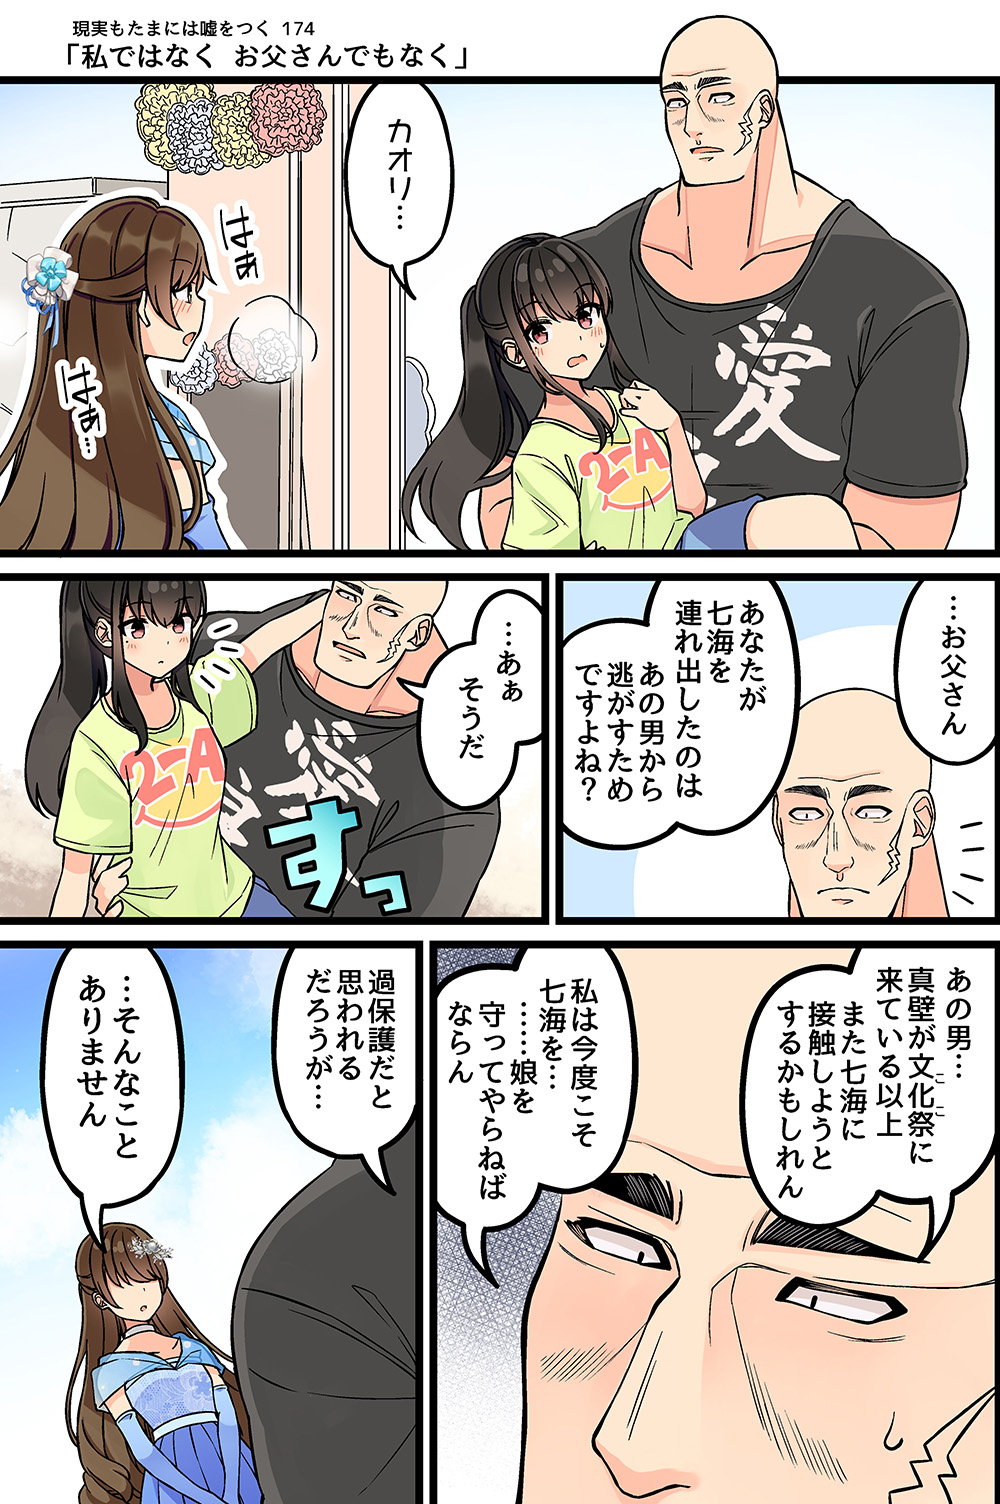 現実もたまには嘘をつく 174
「私ではなく お父さんでもなく」
カオリ…
愛
2-A
はぁ
はぁ…
…お父さん
あなたが
七海を
連れ出したのは
あの男から
逃がすため
ですよね?
…あぁ
そうだ
愛
2-A
すっ
あの男…
真壁が文化祭に
ここ
来ている以上
また七海に
接触しようと
するかもしれん
私は今度こそ
七海を…
……娘を
守ってやらねば
ならん
過保護だと
思われる
だろうが…
…そんなこと
ありません